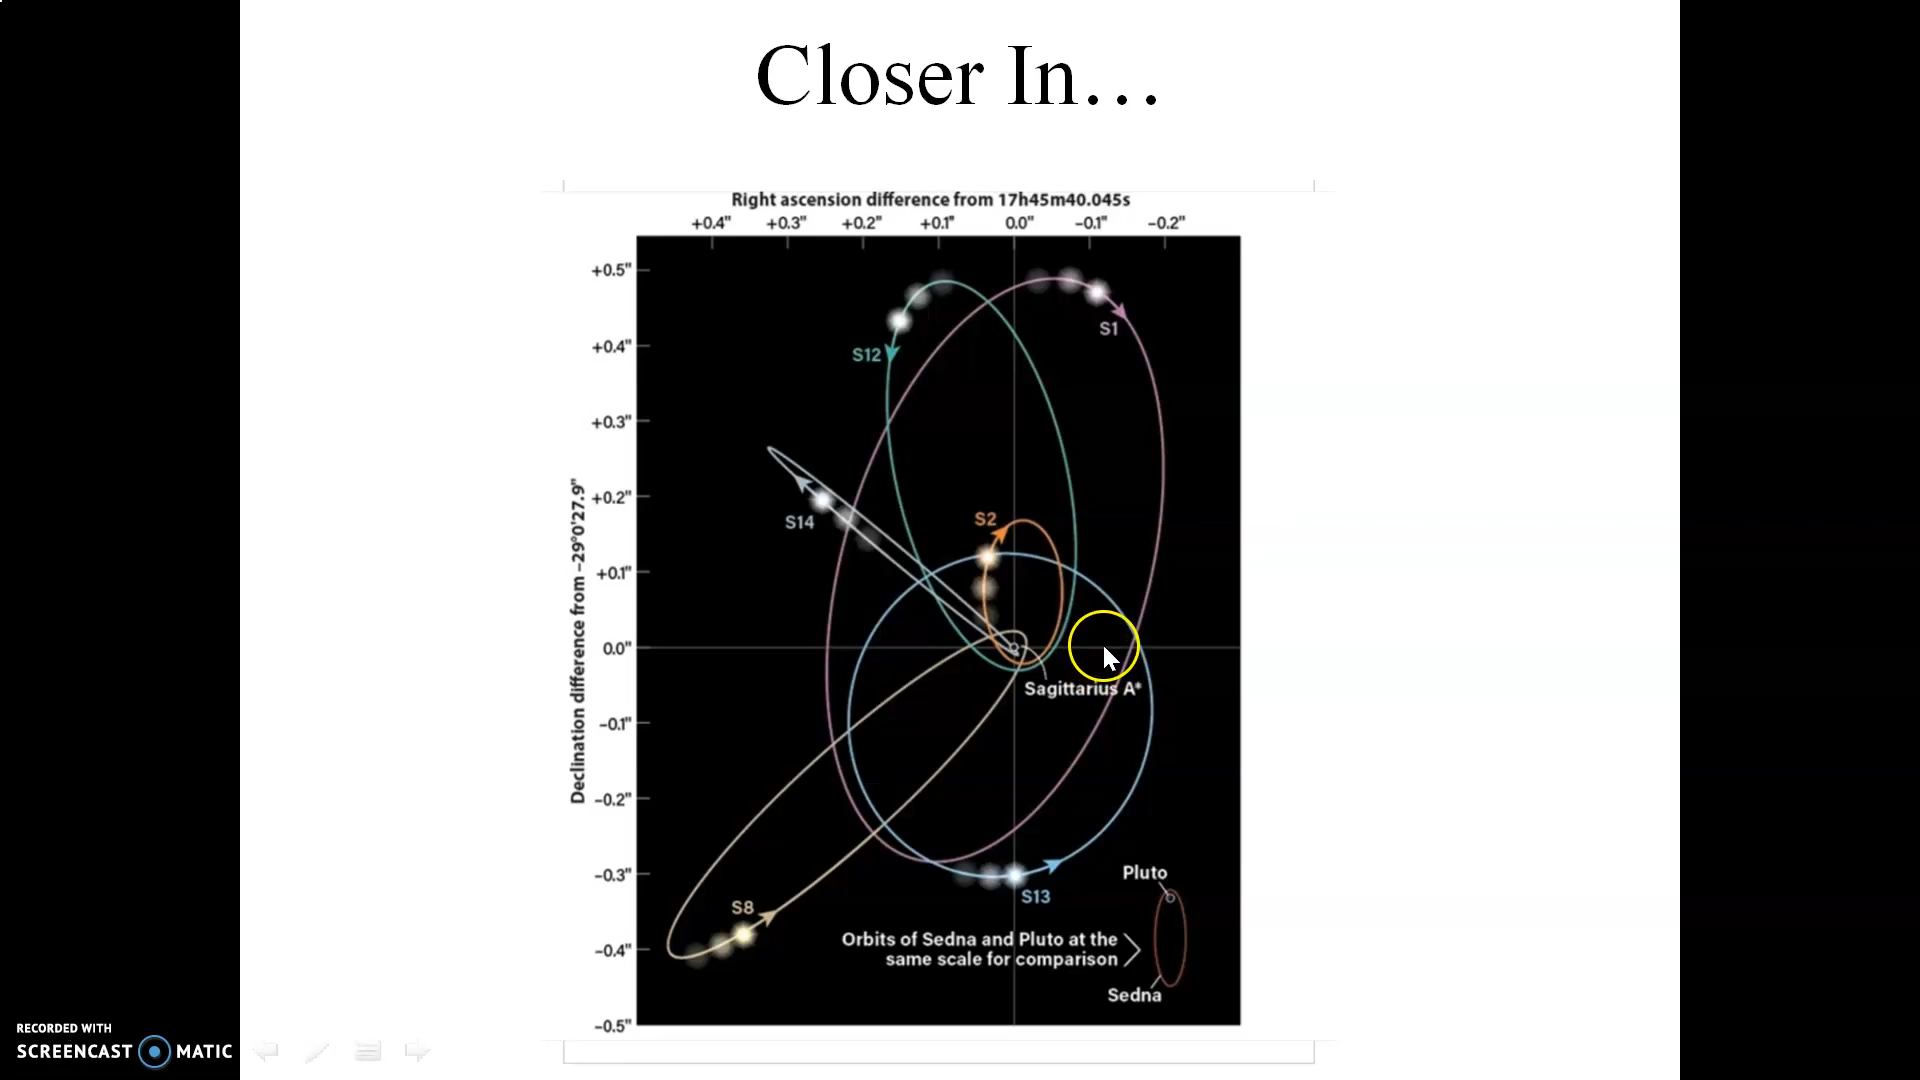 Closer In…
Right ascension difference from 17h45m40.045s
+0.4" +0.3" +0.2" +0.1" 0.0" –0.1" –0.2"
+0.5"
S1
+0.4"
S12
+0.3"
Declination difference from –29°0'27.9"
+0.2"
S14
S2
+0.1"
0.0"
Sagittarius A*
–0.1"
–0.2"
–0.3"
Pluto
S13
S8
Orbits of Sedna and Pluto at the
same scale for comparison
–0.4"
Sedna
–0.5"
RECORDED WITH
SCREENCAST MATIC